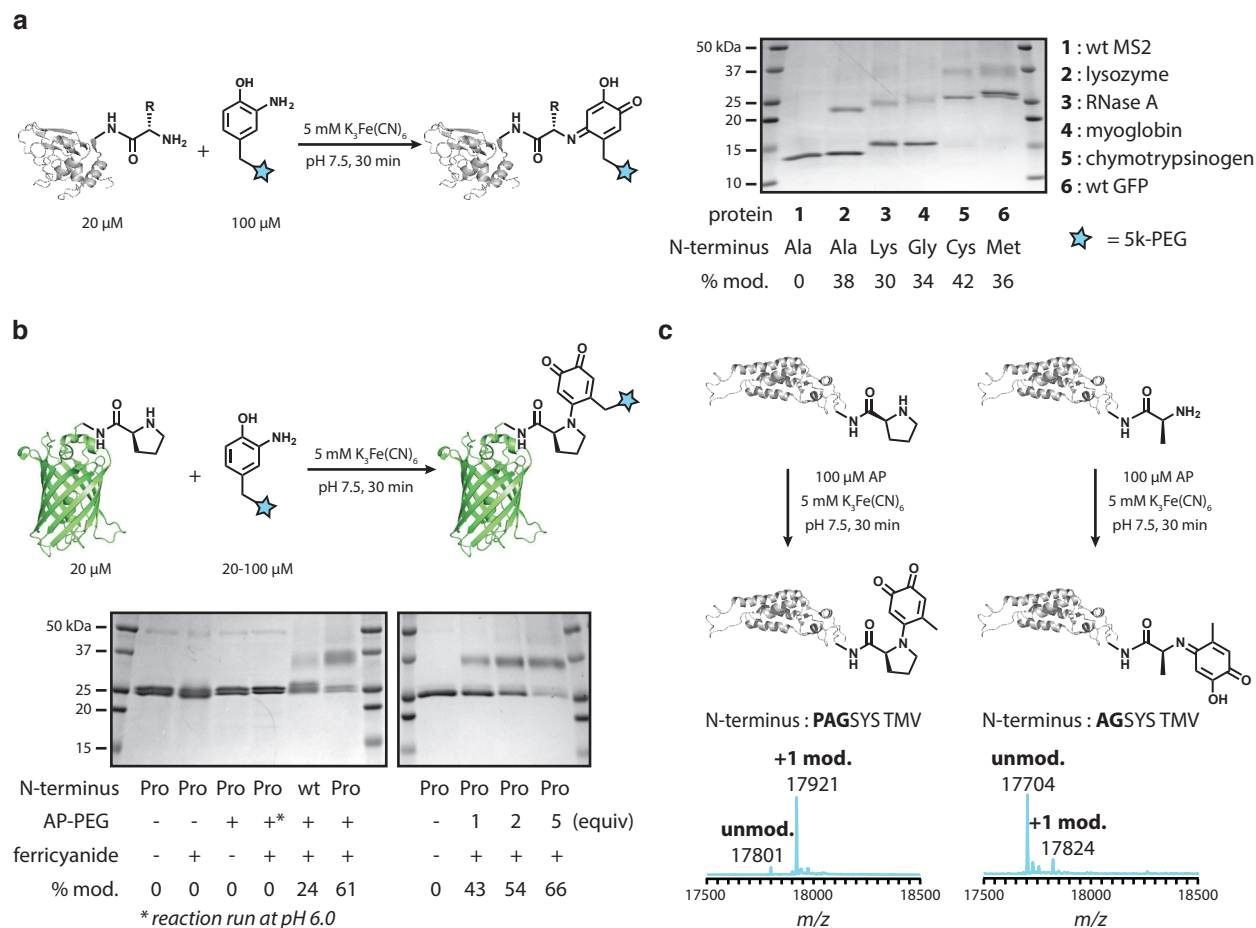 a
OH
R
NH₂
5 mM K₃Fe(CN)₆
pH 7.5, 30 min
N
H
O
NH₂
+
R
OH
O
N
H
N
O
20 μM
100 μM
50 kDa
37
25
20
15
10
protein 1 2 3 4 5 6
N-terminus Ala Ala Lys Gly Cys Met
% mod. 0 38 30 34 42 36
1 : wt MS2
2 : lysozyme
3 : RNase A
4 : myoglobin
5 : chymotrypsinogen
6 : wt GFP
= 5k-PEG
b
O
H
N
N
H
+
OH
NH₂
5 mM K₃Fe(CN)₆
pH 7.5, 30 min
O
O
O
N
N
H
20 μM
20-100 μM
50 kDa
37
25
20
15
N-terminus Pro Pro Pro Pro wt Pro Pro Pro Pro Pro
AP-PEG - - + +* + + - 1 2 5 (equiv)
ferricyanide - + - + + + - + + +
% mod. 0 0 0 0 24 61 0 43 54 66
* reaction run at pH 6.0
c
O
H
N
N
H
O
NH₂
N
H
100 μM AP
5 mM K₃Fe(CN)₆
pH 7.5, 30 min
100 μM AP
5 mM K₃Fe(CN)₆
pH 7.5, 30 min
O
O
O
N
N
H
O
N
N
H
O
OH
N-terminus : PAGSYS TMV
N-terminus : AGSYS TMV
+1 mod.
17921
unmod.
17801
17500 18000 18500
m/z
unmod.
17704
+1 mod.
17824
17500 18000 18500
m/z